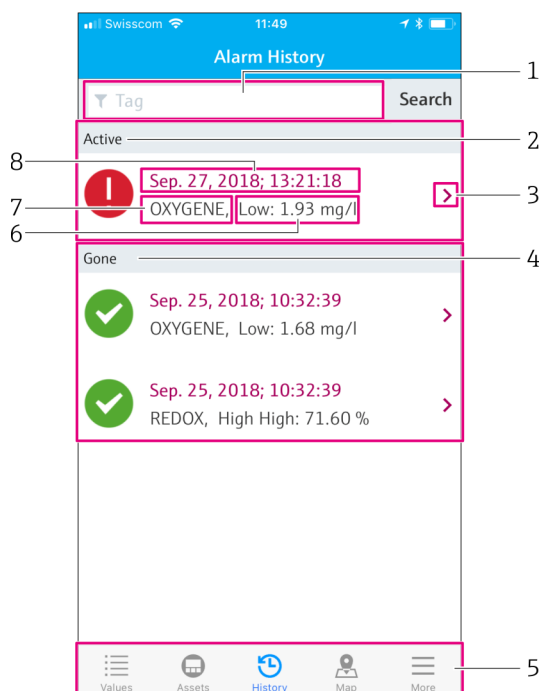 Swisscom 11:49
Alarm History
1
Tag Search
Active
2
8
Sep. 27, 2018; 13:21:18
3
7
OXYGENE, Low: 1.93 mg/l
6
Gone
4
Sep. 25, 2018; 10:32:39
OXYGENE, Low: 1.68 mg/l
Sep. 25, 2018; 10:32:39
REDOX, High High: 71.60 %
5
Values Assets History Map More